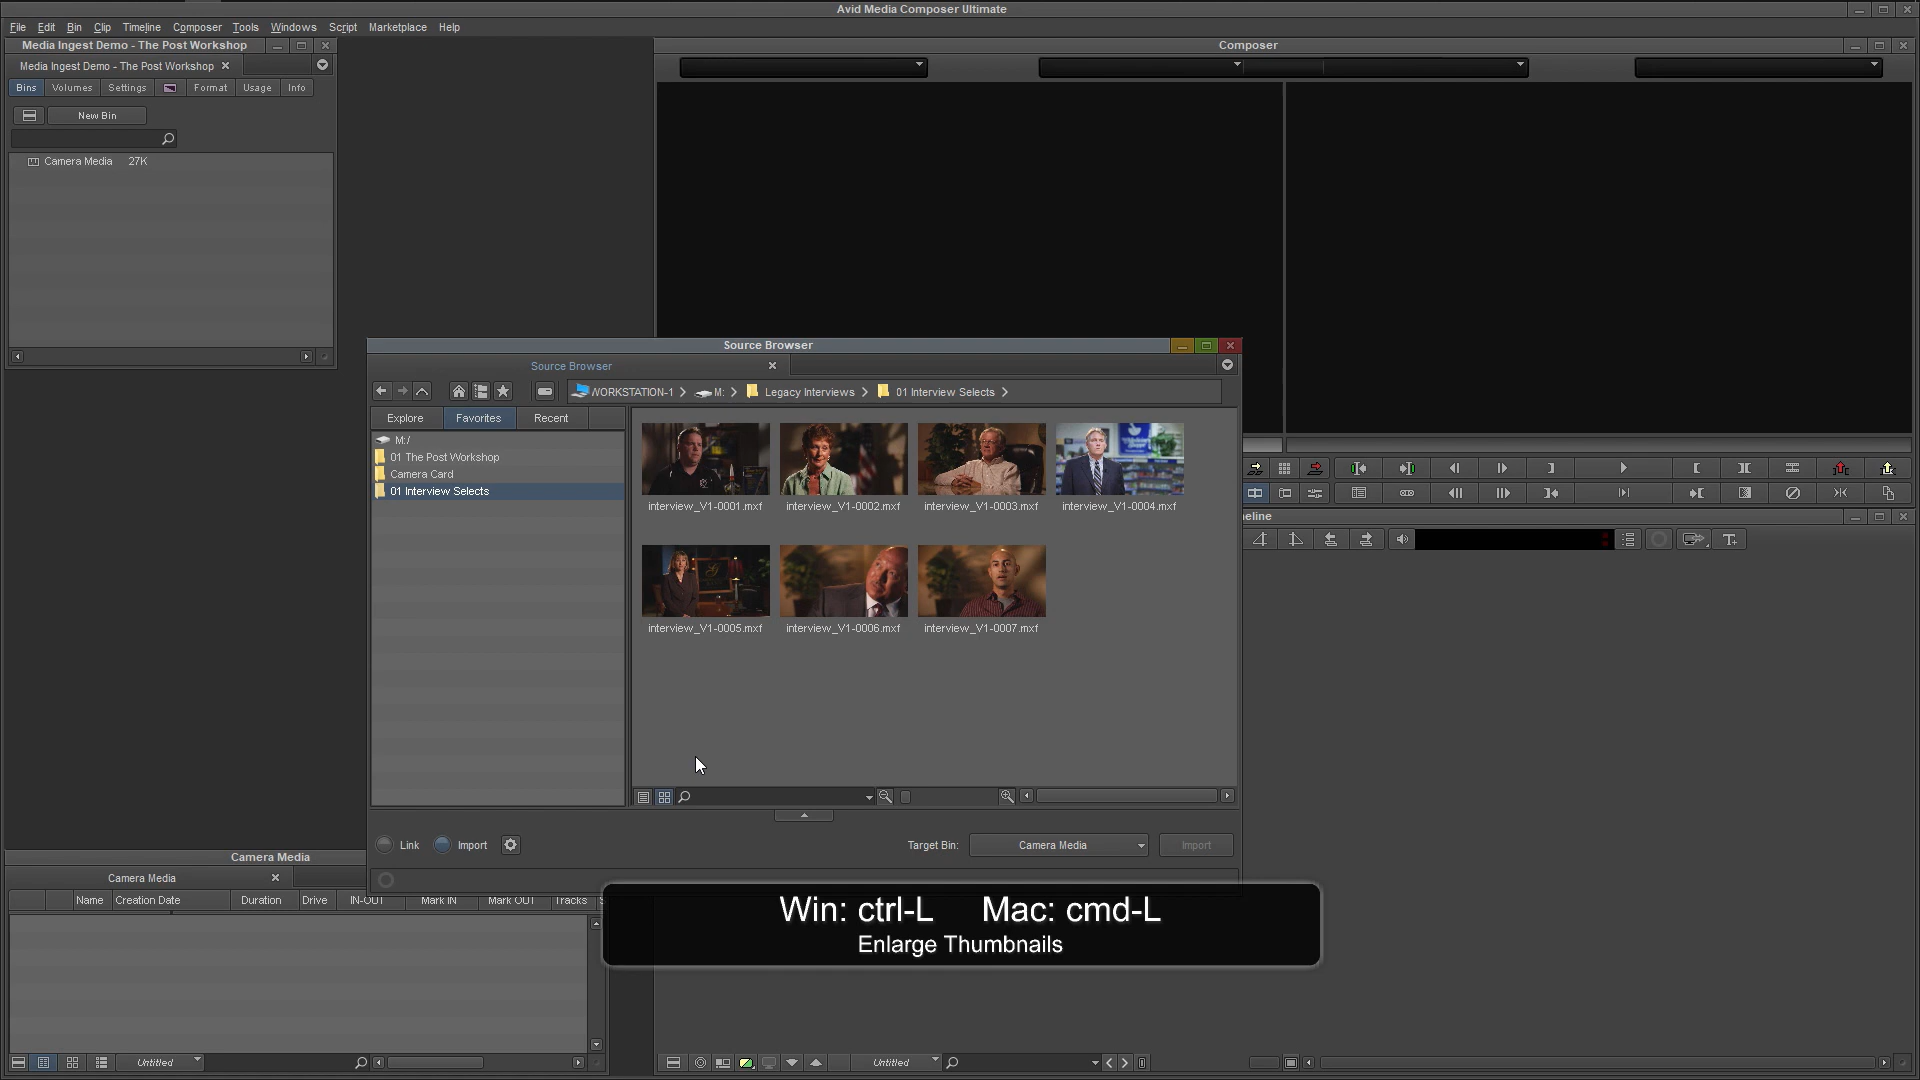 Avid Media Composer Ultimate
File Edit Bin Clip Timeline Composer Tools Windows Script Marketplace Help
Media Ingest Demo - The Post Workshop
Composer
Media Ingest Demo - The Post Workshop
Bins Volumes Settings Format Usage Info
New Bin
Camera Media 27K
Source Browser
Source Browser
WORKSTATION-1 M: Legacy Interviews 01 Interview Selects
Explore Favorites Recent
M:/
01 The Post Workshop
Camera Card
01 Interview Selects
interview_V1-0001.mxf interview_V1-0002.mxf interview_V1-0003.mxf interview_V1-0004.mxf
interview_V1-0005.mxf interview_V1-0006.mxf interview_V1-0007.mxf
eline
Link Import Target Bin: Camera Media Import
Camera Media
Camera Media
Name Creation Date Duration Drive IN-OUT Mark IN Mark OUT Tracks S
Win: ctrl-L Mac: cmd-L
Enlarge Thumbnails
Untitled
Untitled